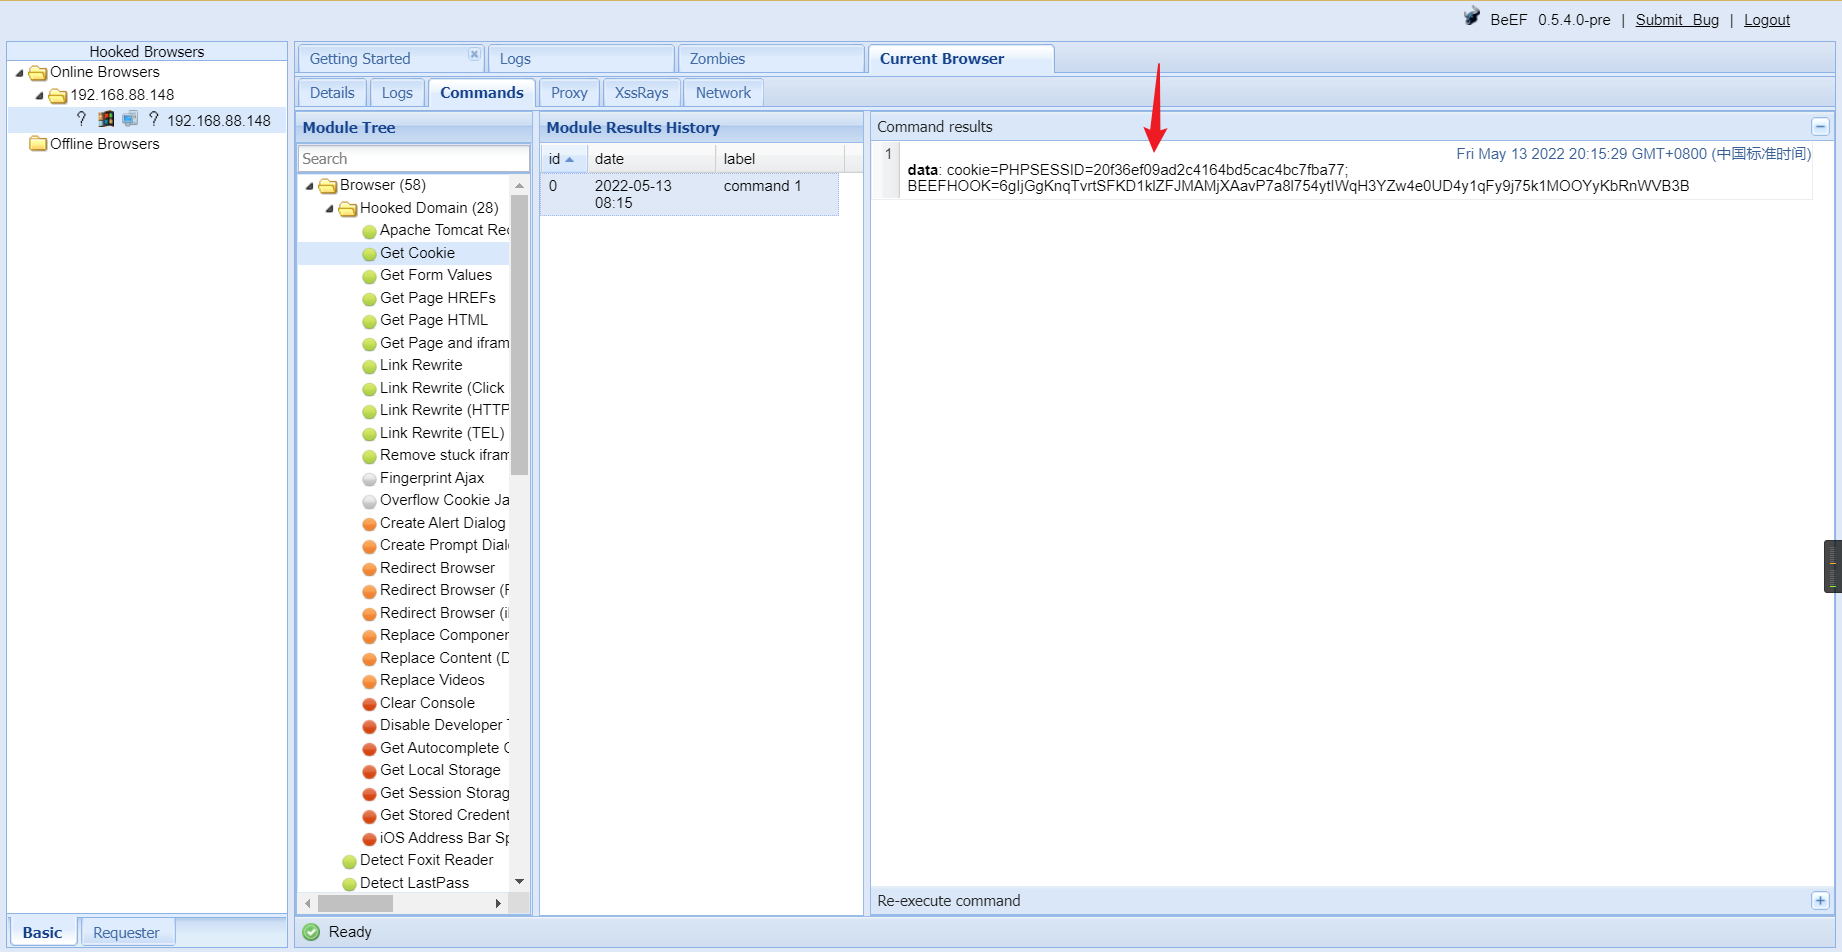 BeEF 0.5.4.0-pre | Submit Bug | Logout
Hooked Browsers
Online Browsers
192.168.88.148
? ? 192.168.88.148
Offline Browsers
Basic
Requester
Getting Started
Logs
Zombies
Current Browser
Details
Logs
Commands
Proxy
XssRays
Network
Module Tree
Search
Browser (58)
Hooked Domain (28)
Apache Tomcat Rec
Get Cookie
Get Form Values
Get Page HREFs
Get Page HTML
Get Page and ifram
Link Rewrite
Link Rewrite (Click
Link Rewrite (HTTP
Link Rewrite (TEL)
Remove stuck ifram
Fingerprint Ajax
Overflow Cookie Ja
Create Alert Dialog
Create Prompt Dial
Redirect Browser
Redirect Browser (F
Redirect Browser (i
Replace Componen
Replace Content (D
Replace Videos
Clear Console
Disable Developer T
Get Autocomplete C
Get Local Storage
Get Session Storag
Get Stored Credent
iOS Address Bar Sp
Detect Foxit Reader
Detect LastPass
Module Results History
id date label
0 2022-05-13 command 1
08:15
Command results
1 Fri May 13 2022 20:15:29 GMT+0800 (中国标准时间)
data: cookie=PHPSESSID=20f36ef09ad2c4164bd5cac4bc7fba77;
BEEFHOOK=6gIjGgKnqTvrtSFKD1klZFJMAMjXAavP7a8l754ytlWqH3YZw4e0UD4y1qFy9j75k1MOOYyKbRnWVB3B
Re-execute command
Ready